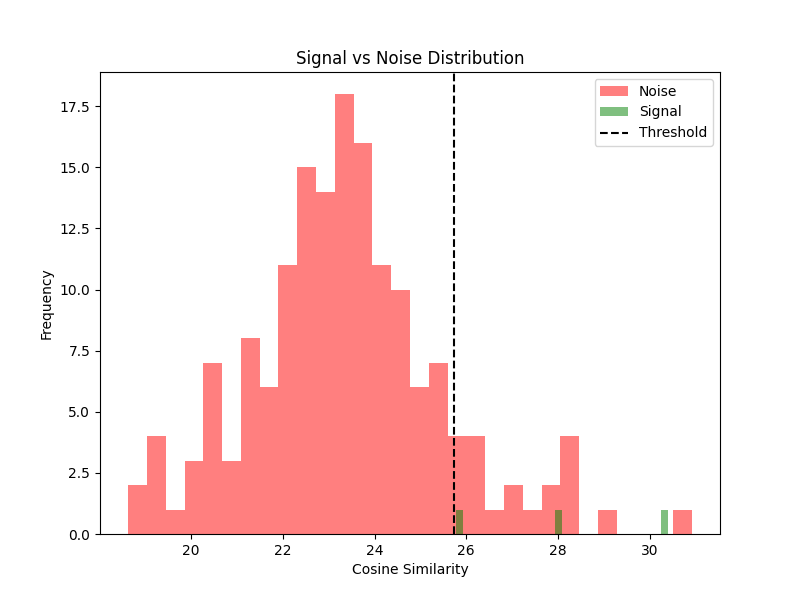 Signal vs Noise Distribution
Noise
Signal
Threshold
17.5
15.0
12.5
10.0
7.5
5.0
2.5
0.0
Frequency
20 22 24 26 28 30
Cosine Similarity